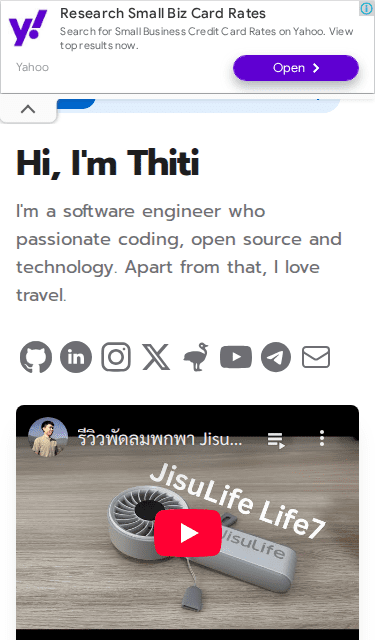 Research Small Biz Card Rates
Search for Small Business Credit Card Rates on Yahoo. View
top results now.
Yahoo
Open
Hi, I'm Thiti
I'm a software engineer who
passionate coding, open source and
technology. Apart from that, I love
travel.
รีวิวพัดลมพกพา Jisu...
JisuLife Life7
JisuLife